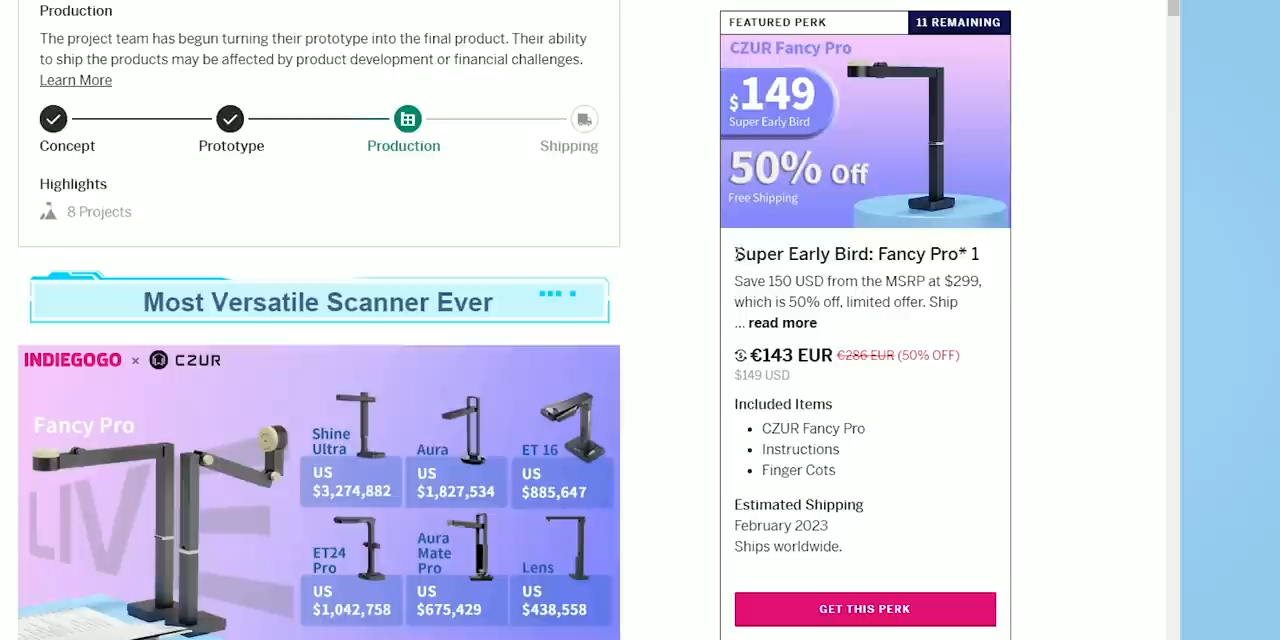 Production
The project team has begun turning their prototype into the final product. Their ability
to ship the products may be affected by product development or financial challenges.
Learn More
Concept
Prototype
Production
Shipping
Highlights
8 Projects
Most Versatile Scanner Ever
INDIEGOGO × CZUR
Fancy Pro
LIVE
Shine
Ultra
US
$3,274,882
Aura
US
$1,827,534
ET 16
US
$885,647
ET24
Pro
US
$1,042,758
Aura
Mate
Pro
US
$675,429
Lens
US
$438,558
FEATURED PERK
11 REMAINING
CZUR Fancy Pro
$149
Super Early Bird
50% off
Free Shipping
Super Early Bird: Fancy Pro* 1
Save 150 USD from the MSRP at $299,
which is 50% off, limited offer. Ship
... read more
€143 EUR €286 EUR (50% OFF)
$149 USD
Included Items
• CZUR Fancy Pro
• Instructions
• Finger Cots
Estimated Shipping
February 2023
Ships worldwide.
GET THIS PERK